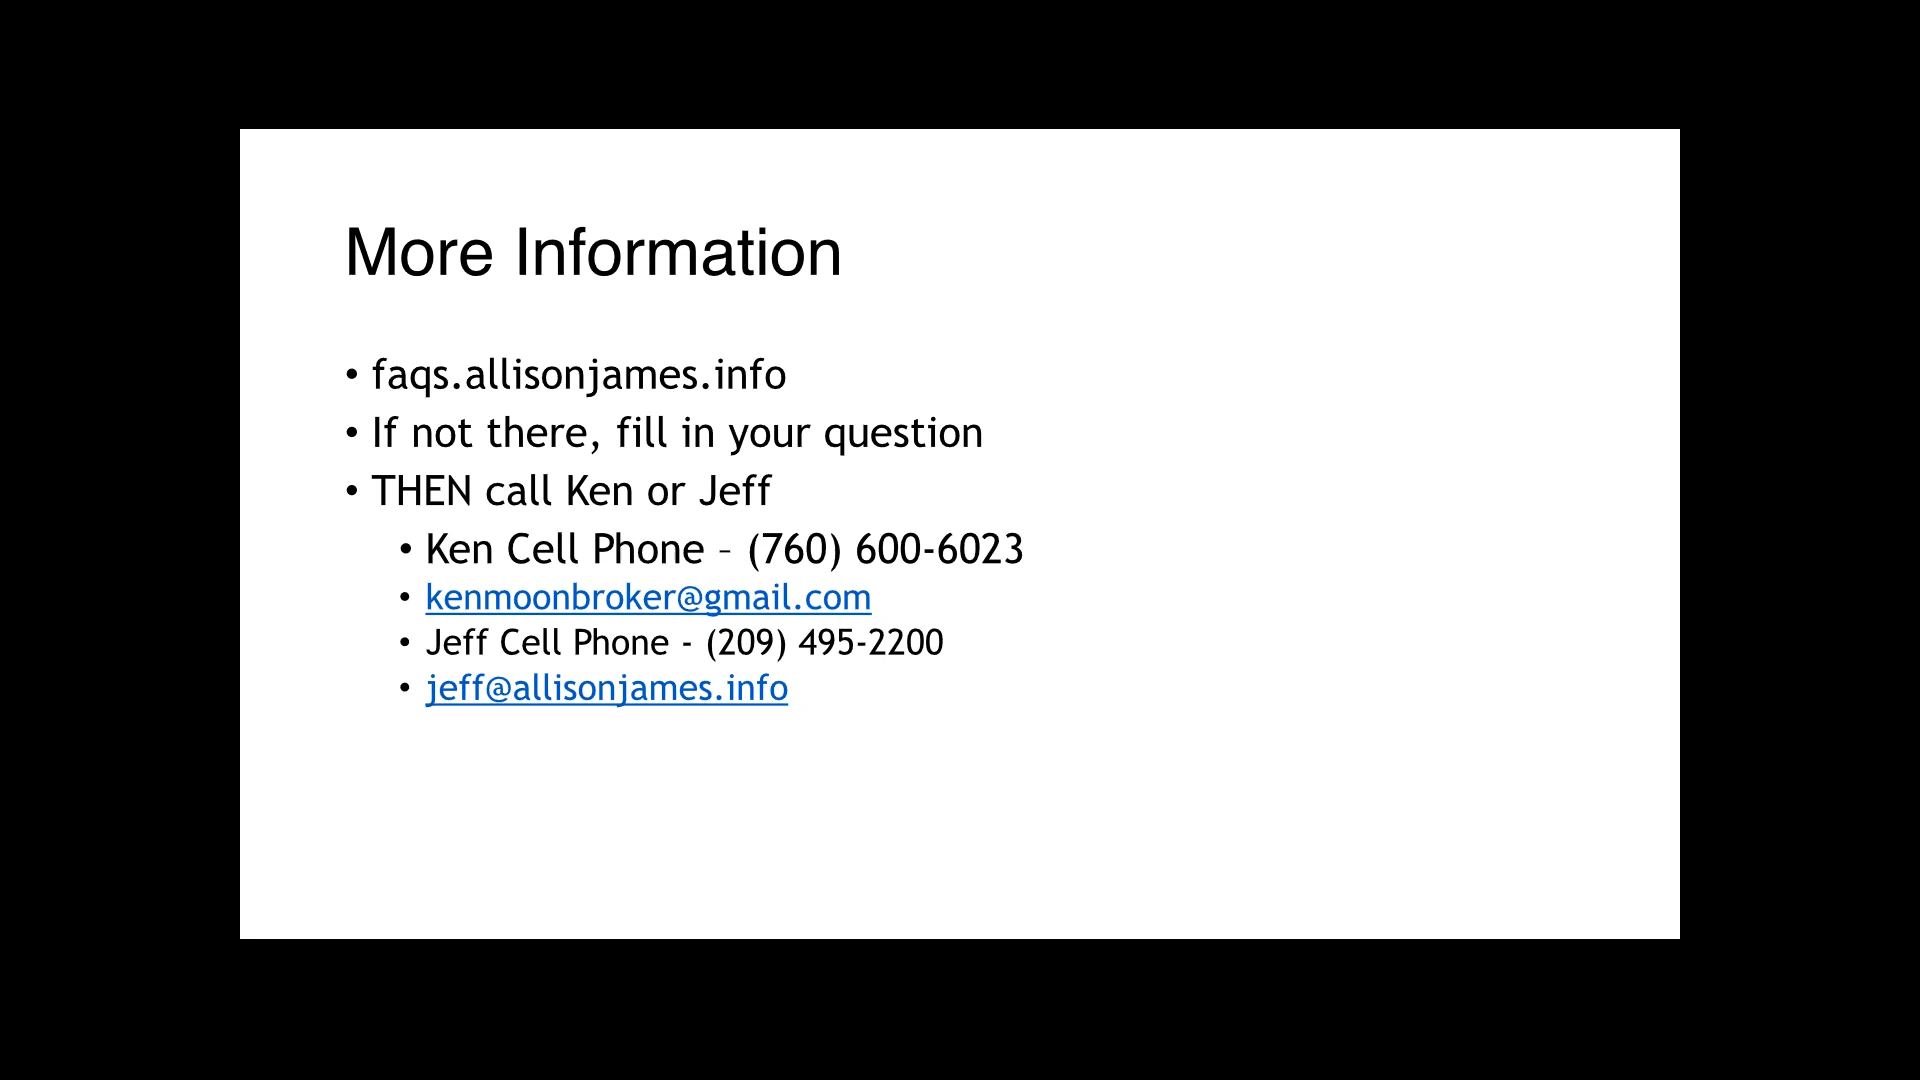 More Information
• faqs.allisonjames.info
• If not there, fill in your question
• THEN call Ken or Jeff
• Ken Cell Phone – (760) 600-6023
• kenmoonbroker@gmail.com
• Jeff Cell Phone - (209) 495-2200
• jeff@allisonjames.info